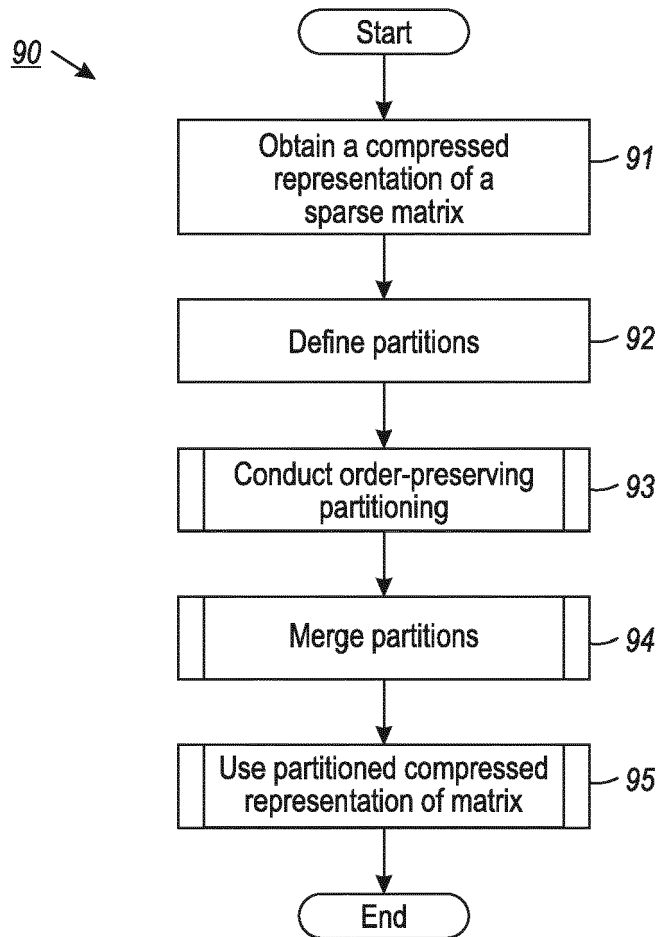 90
Start
Obtain a compressed
representation of a
sparse matrix
91
Define partitions
92
Conduct order-preserving
partitioning
93
Merge partitions
94
Use partitioned compressed
representation of matrix
95
End